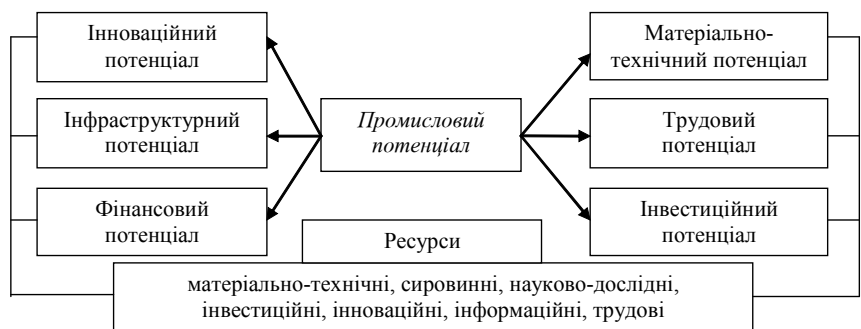 Інноваційний
потенціал
Матеріально-
технічний потенціал
Інфраструктурний
потенціал
Промисловий
потенціал
Трудовий
потенціал
Фінансовий
потенціал
Інвестиційний
потенціал
Ресурси
матеріально-технічні, сировинні, науково-дослідні,
інвестиційні, інноваційні, інформаційні, трудові